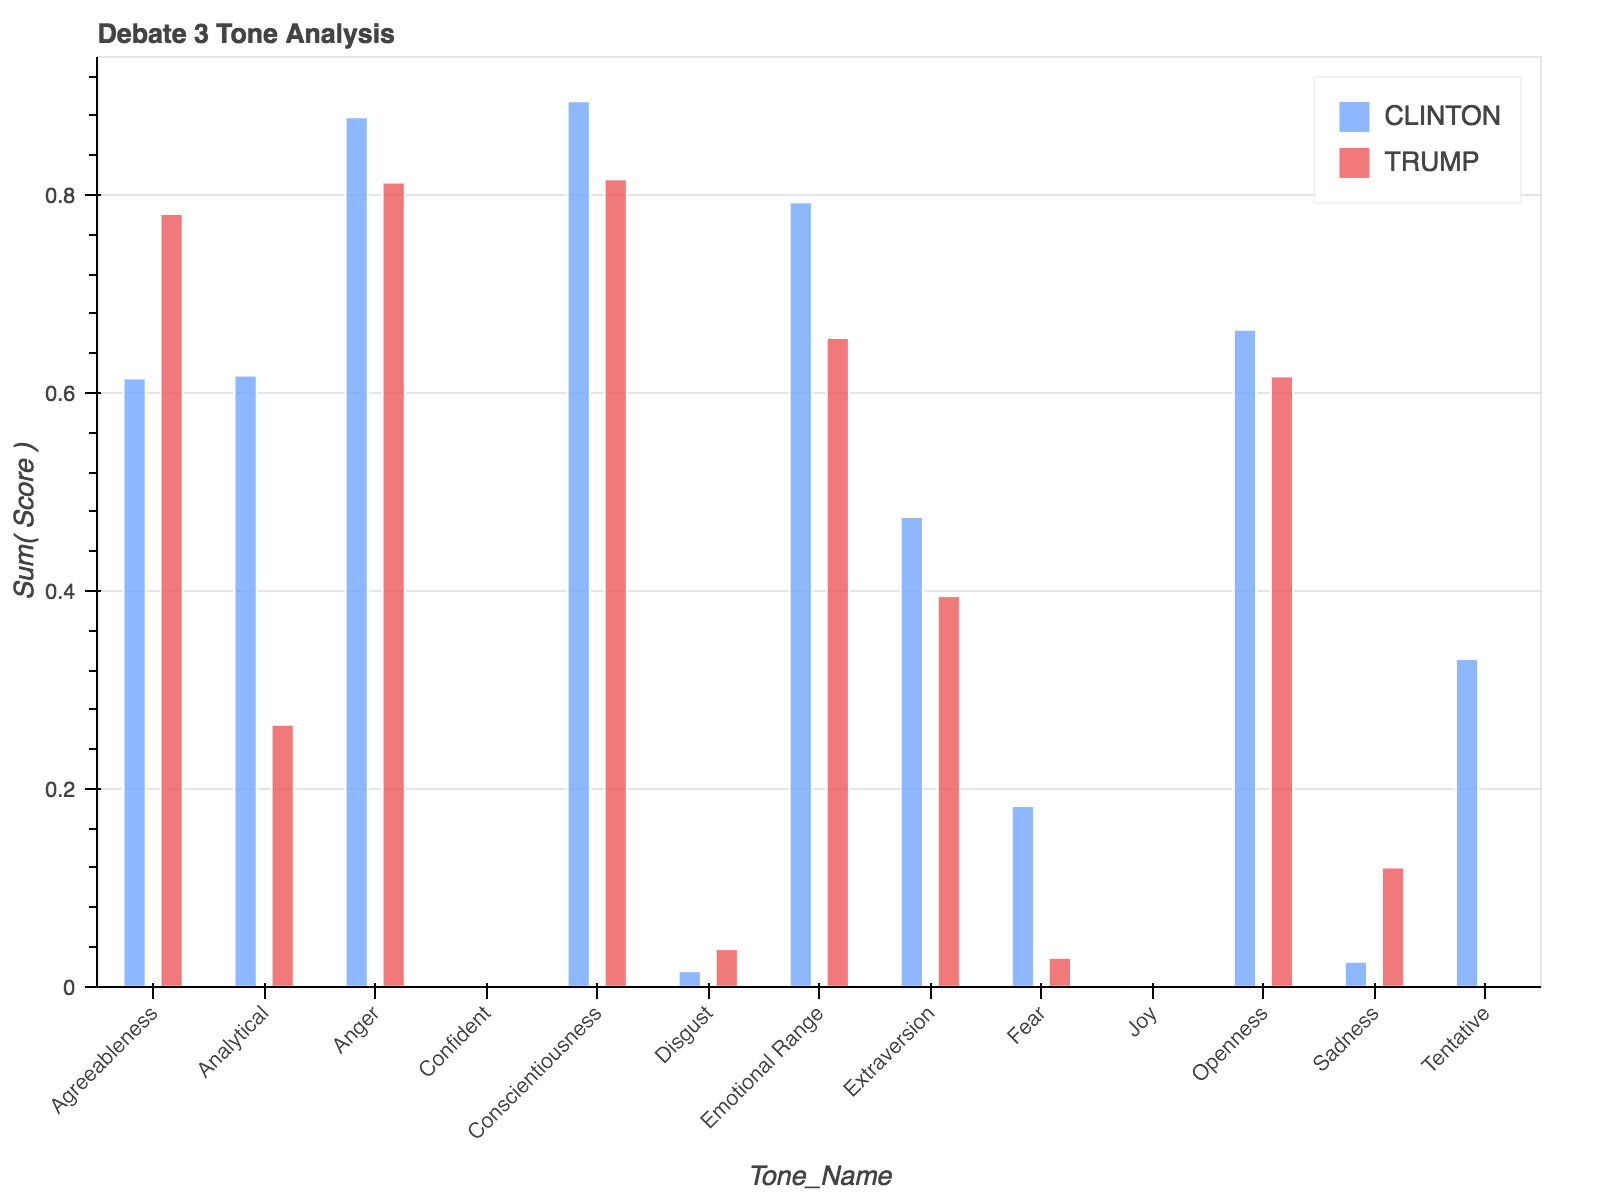 Debate 3 Tone Analysis
CLINTON
TRUMP
Sum( Score )
0.8
0.6
0.4
0.2
0
Agreeableness
Analytical
Anger
Confident
Conscientiousness
Disgust
Emotional Range
Extraversion
Fear
Joy
Openness
Sadness
Tentative
Tone_Name